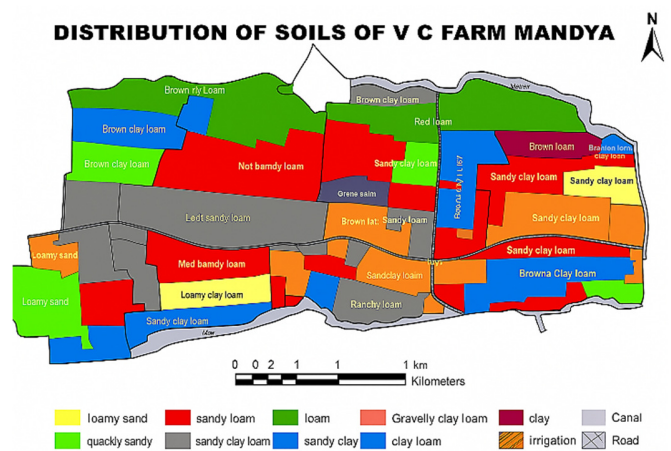 DISTRIBUTION OF SOILS OF V C FARM MANDYA
N
Brown rly Loam
Brown clay loam
Red loam
Brown clay loam
Brown loam
clay loan
Not bamdy loam
Sandy clay loam
Brown clay loam
Sandy clay loam
Sandy clay loam
Grene salm
Ledt sandy loam
Brown lat:
Sandy loam
Sandy clay loam
Loamy sand
Med bamdy loam
Sandy clay loam
Sandclay loaim
Browna Clay loam
Loamy sand
Loamy clay loam
Ranchy loam
Sandy clay loam
0 0 2 1 1 1 km
Kilometers
loamy sand
sandy loam
loam
Gravelly clay loam
clay
Canal
quackly sandy
sandy clay loam
sandy clay
clay loam
irrigation
Road